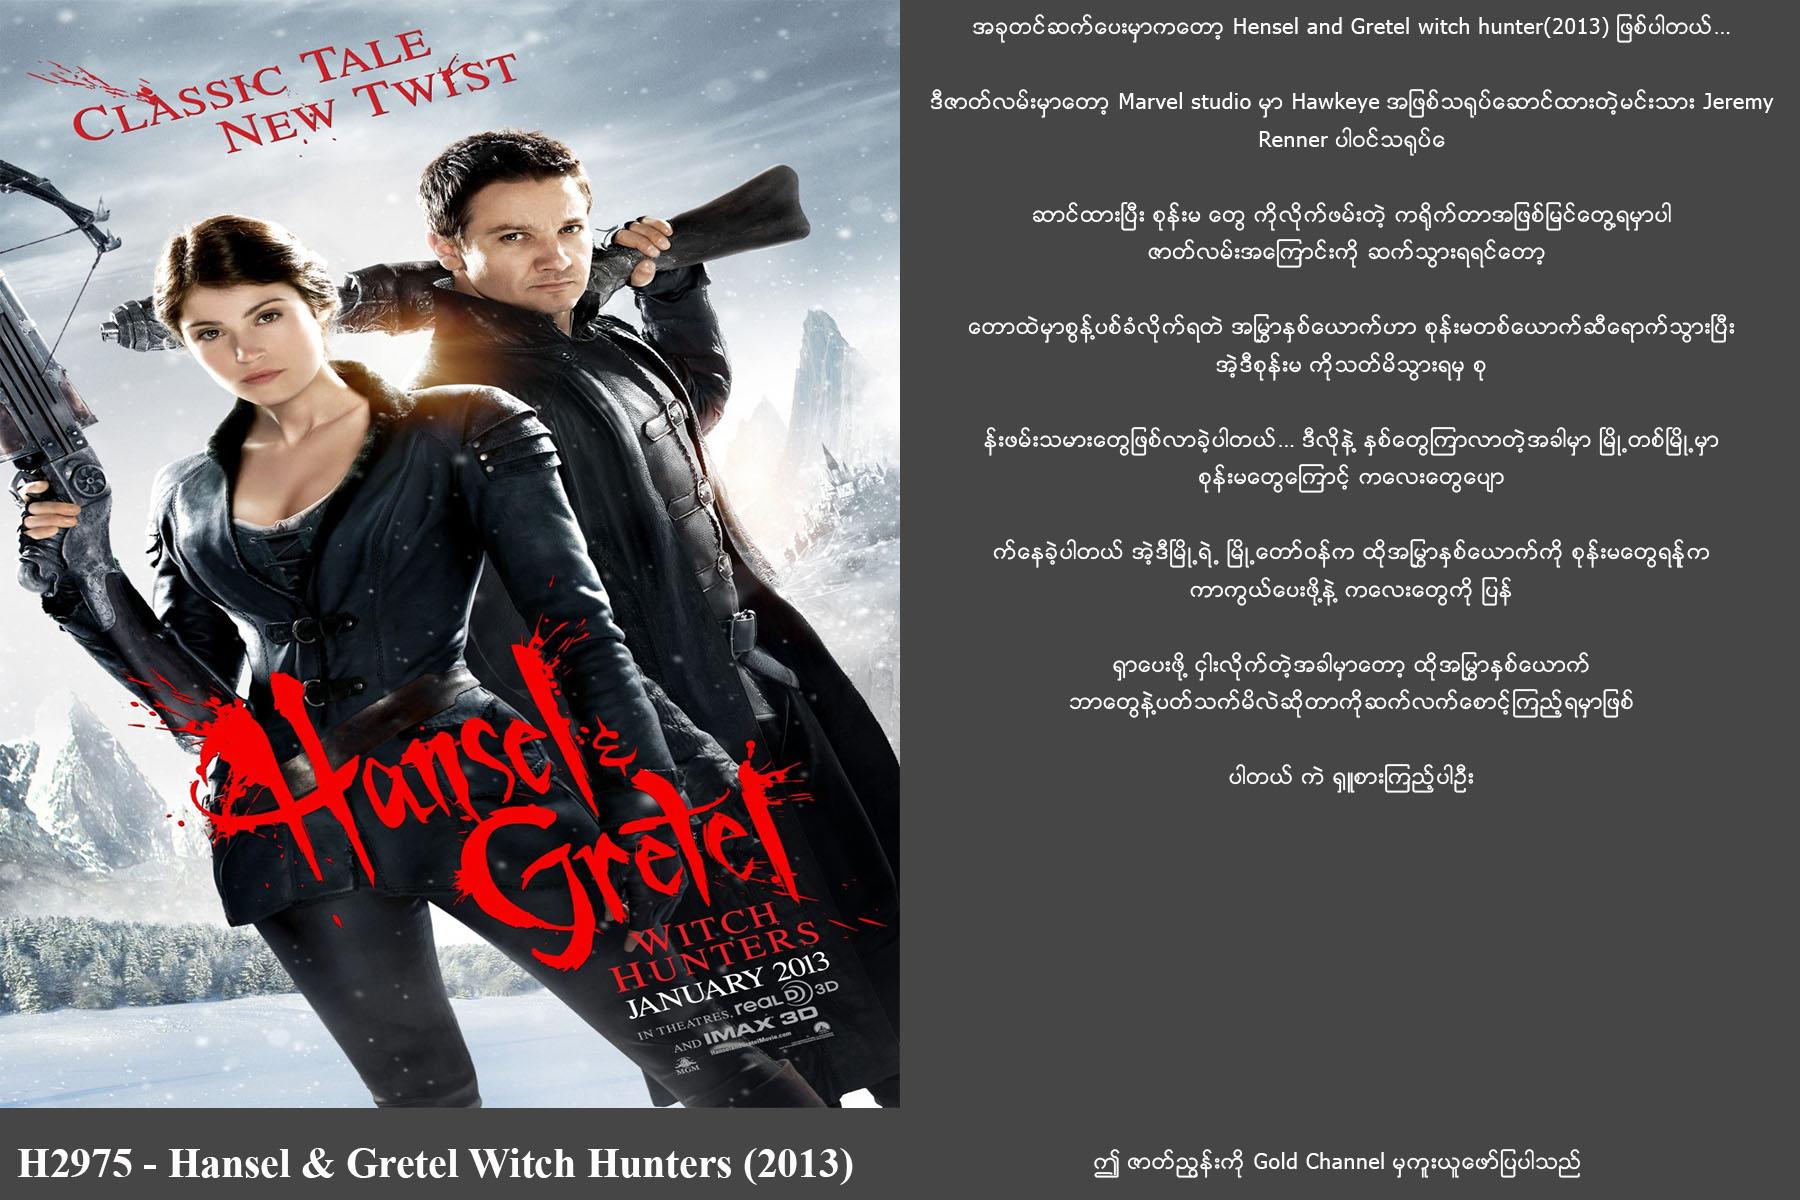 CLASSIC TALE
NEW TWIST
Hansel
&
Gretel
WITCH
HUNTERS
JANUARY 2013
IN THEATRES, REAL D 3D
AND IMAX 3D
HanselAndGretelMovie.com
MGM
H2975 - Hansel & Gretel Witch Hunters (2013)
အခုတင်ဆက်ပေးမှာကတော့ Hensel and Gretel witch hunter(2013) ဖြစ်ပါတယ်...
ဒီဇာတ်လမ်းမှာတော့ Marvel studio မှာ Hawkeye အဖြစ်သရုပ်ဆောင်ထားတဲ့မင်းသား Jeremy
Renner ပါဝင်သရုပ်ေ
ဆာင်ထားပြီး စုန်းမ တွေ ကိုလိုက်ဖမ်းတဲ့ ကရိုက်တာအဖြစ်မြင်တွေ့ရမှာပါ
ဇာတ်လမ်းအကြောင်းကို ဆက်သွားရရင်တော့
တောထဲမှာစွန့်ပစ်ခံလိုက်ရတဲ အမြွှာနှစ်ယောက်ဟာ စုန်းမတစ်ယောက်ဆီရောက်သွားပြီး
အဲ့ဒီစုန်းမ ကိုသတ်မိသွားရမှ စု
န်းဖမ်းသမားတွေဖြစ်လာခဲ့ပါတယ်... ဒီလိုနဲ့ နှစ်တွေကြာလာတဲ့အခါမှာ မြို့တစ်မြို့မှာ
စုန်းမတွေကြောင့် ကလေးတွေပျော
က်နေခဲ့ပါတယ် အဲ့ဒီမြို့ရဲ့ မြို့တော်ဝန်က ထိုအမြွှာနှစ်ယောက်ကို စုန်းမတွေရန်ူက
ကာကွယ်ပေးဖို့နဲ့ ကလေးတွေကို ပြန်
ရှာပေးဖို့ ငှါးလိုက်တဲ့အခါမှာတော့ ထိုအမြွှာနှစ်ယောက်
ဘာတွေနဲ့ပတ်သက်မိလဲဆိုတာကိုဆက်လက်စောင့်ကြည့်ရမှာဖြစ်
ပါတယ် ကဲ ရှူစားကြည့်ပါဦး
ဤ ဇာတ်ညွှန်းကို Gold Channel မှကူးယူဖော်ပြပါသည်